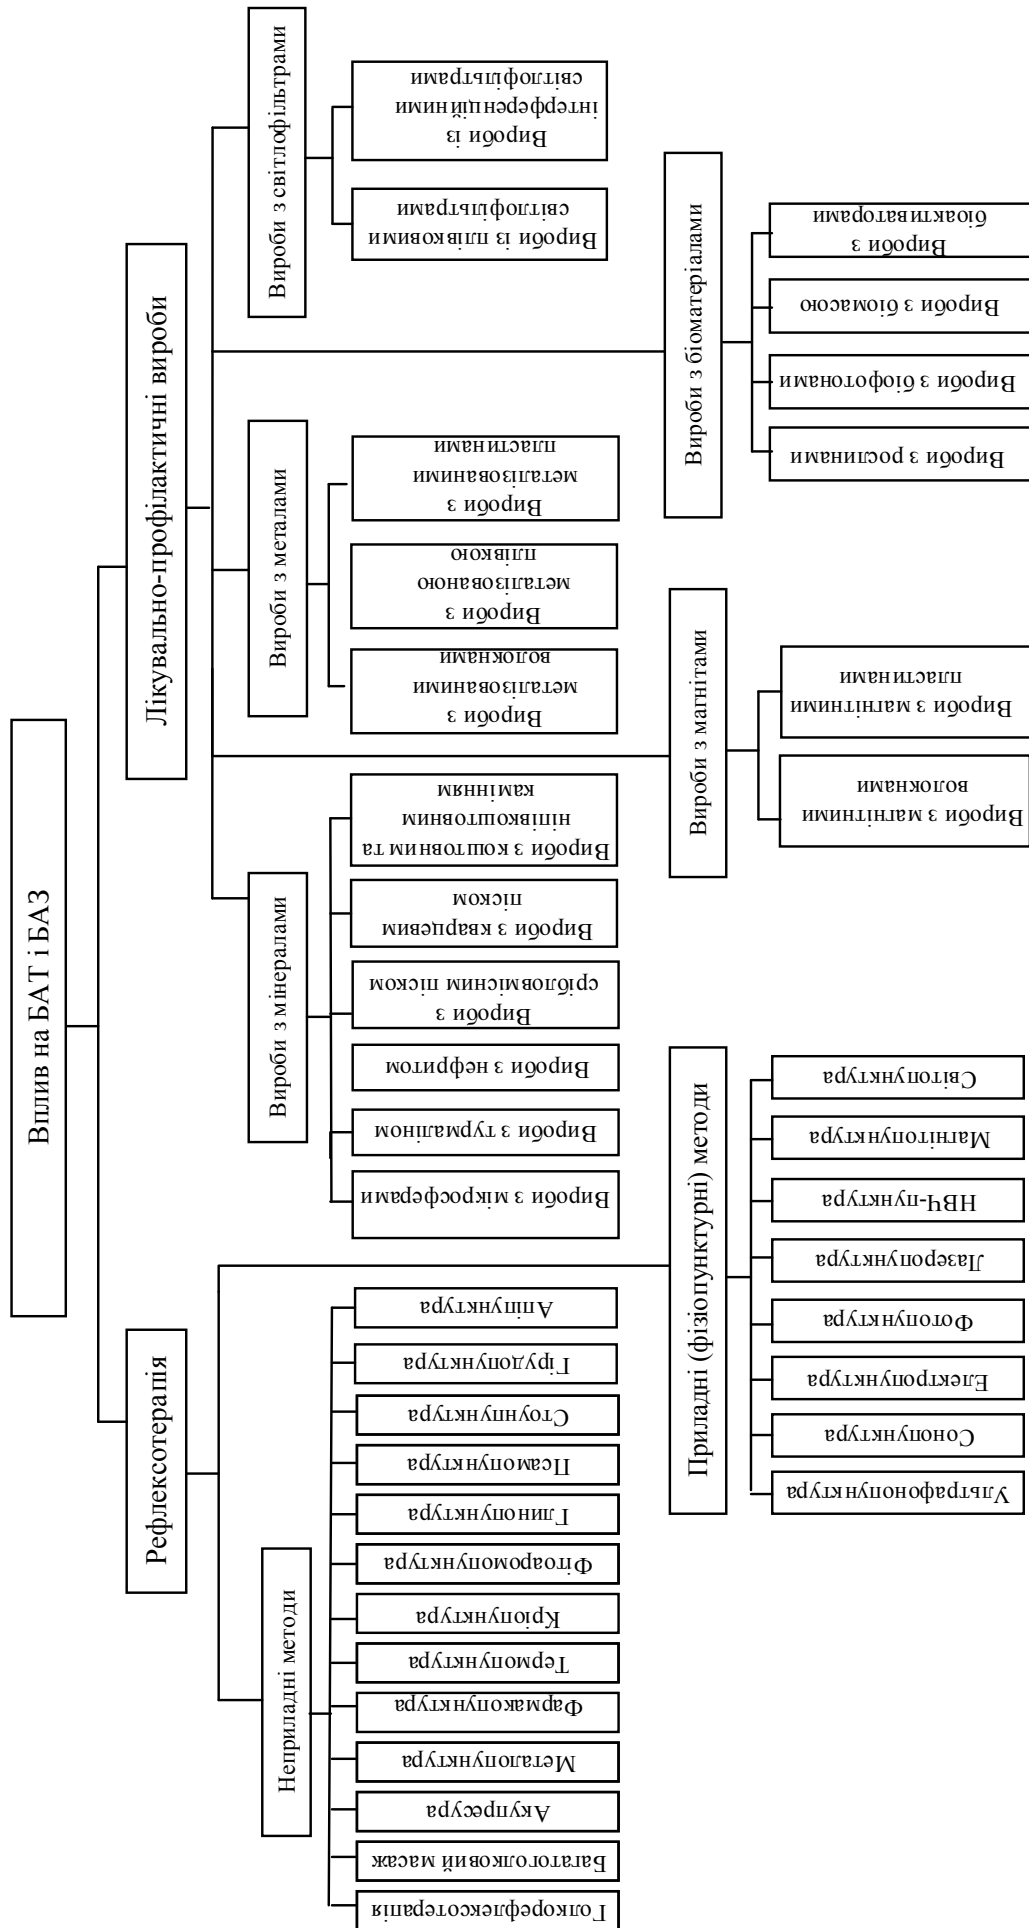 Вплив на БАТ і БАЗ
Рефлексотерапія
Лікувально-профілактичні вироби
Неприладні методи
Голкорефлексотерапія
Багатоголковий масаж
Акупресура
Металопунктура
Фармакопунктура
Термопунктура
Кріопунктура
Фітоаромопунктура
Глинопунктура
Псамопунктура
Стоунпунктура
Гірудопунктура
Апіпунктура
Приладні (фізіопунктурні) методи
Ультрафонопунктура
Сонопунктура
Електропунктура
Фотопунктура
Лазеропунктура
НВЧ-пунктура
Магнітопунктура
Світопунктура
Вироби з мінералами
Вироби з мікросферами
Вироби з турмаліном
Вироби з нефритом
Вироби з
срібловмісним піском
Вироби з кварцевим
піском
Вироби з коштовним та
ніпівкоштовним
камінням
Вироби з магнітами
Вироби з магнітними
волокнами
Вироби з магнітними
пластинами
Вироби з металами
Вироби з
металізованими
волокнами
Вироби з
металізованою
плівкою
Вироби з
металізованими
пластинами
Вироби з біоматеріалами
Вироби з рослинами
Вироби з біофотонами
Вироби з біомасою
Вироби з
біоактиваторами
Вироби з світлофільтрами
Вироби із плівковими
світлофільтрами
Вироби із
інтерференційними
світлофільтрами